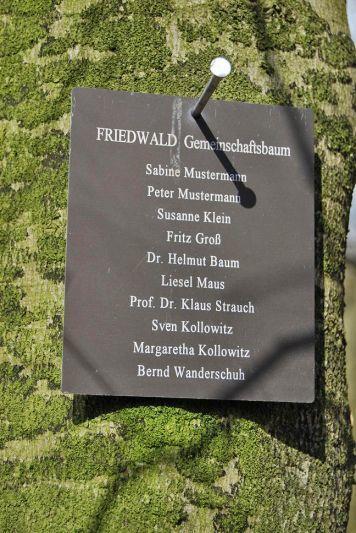 FRIEDWALD Gemeinschaftsbaum
Sabine Mustermann
Peter Mustermann
Susanne Klein
Fritz Groß
Dr. Helmut Baum
Liesel Maus
Prof. Dr. Klaus Strauch
Sven Kollowitz
Margaretha Kollowitz
Bernd Wanderschuh